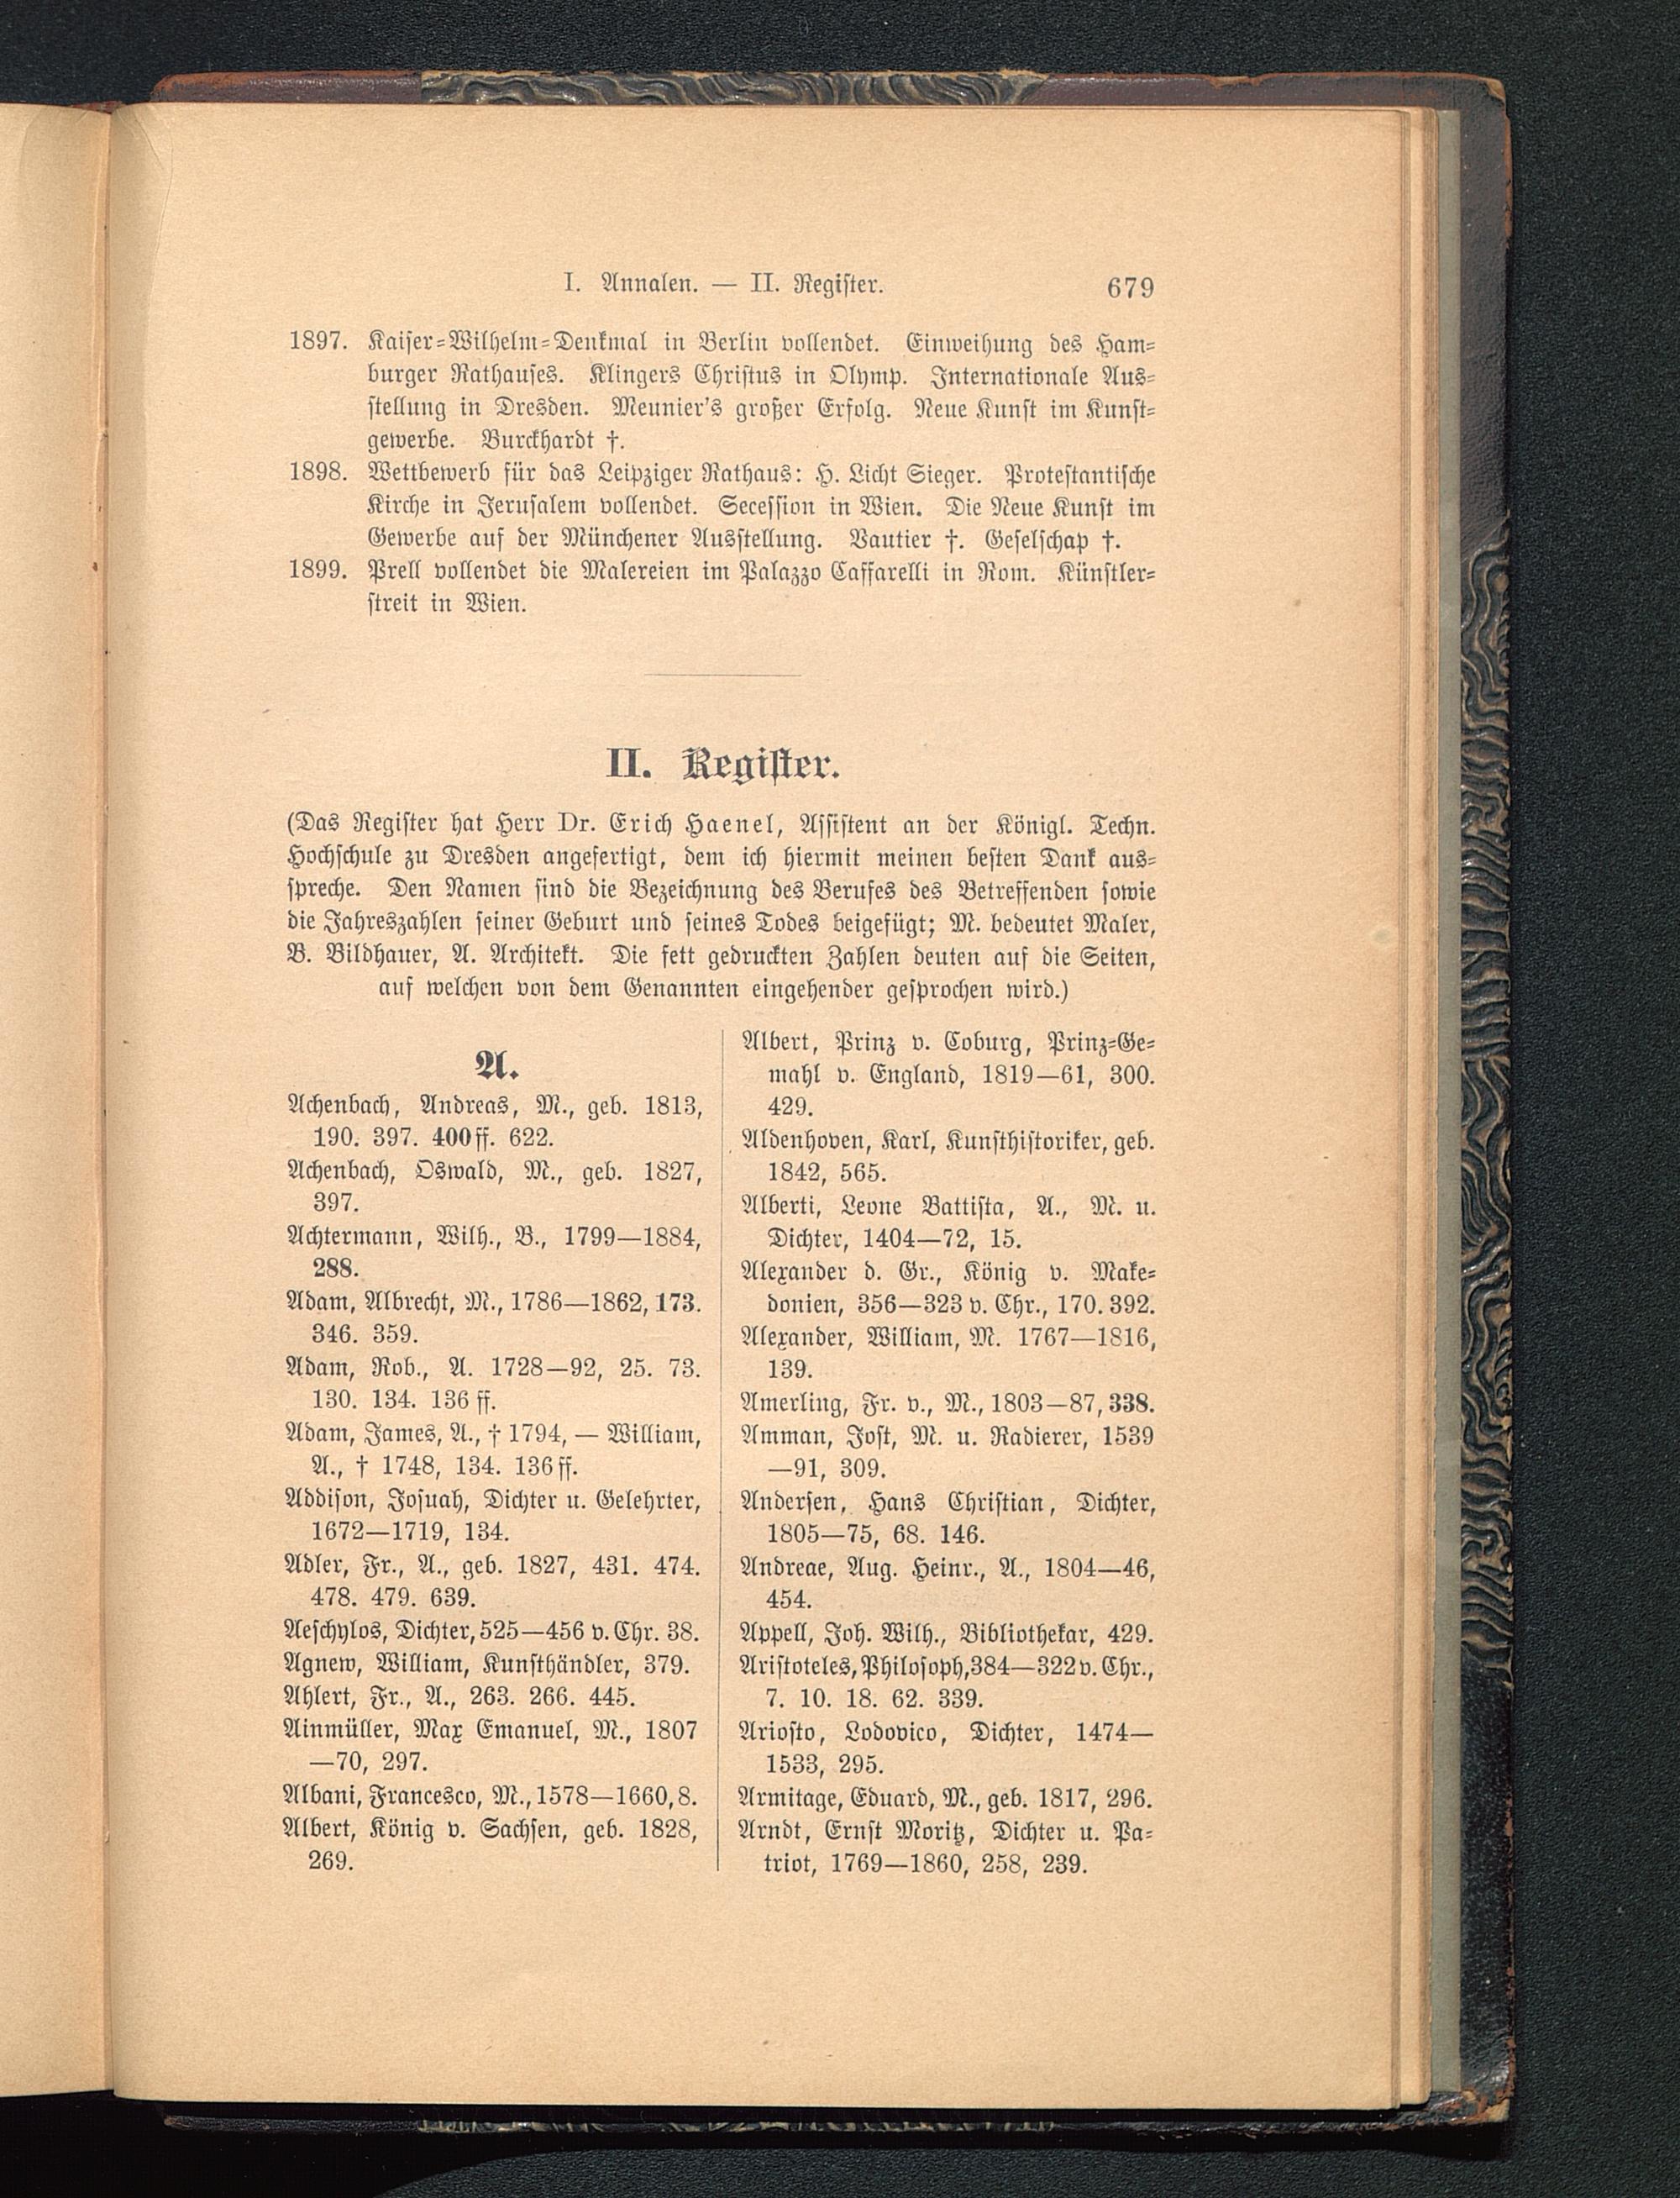 I. Annalen. — II. Register. 679
1897. Kaiser-Wilhelm-Denkmal in Berlin vollendet. Einweihung des Ham-
burger Rathauses. Klingers Christus in Olymp. Internationale Aus-
stellung in Dresden. Meunier's großer Erfolg. Neue Kunst im Kunst-
gewerbe. Burckhardt †.
1898. Wettbewerb für das Leipziger Rathaus: H. Licht Sieger. Protestantische
Kirche in Jerusalem vollendet. Secession in Wien. Die Neue Kunst im
Gewerbe auf der Münchener Ausstellung. Vautier †. Geselschap †.
1899. Prell vollendet die Malereien im Palazzo Caffarelli in Rom. Künstler-
streit in Wien.
II. Register.
(Das Register hat Herr Dr. Erich Haenel, Assistent an der Königl. Techn.
Hochschule zu Dresden angefertigt, dem ich hiermit meinen besten Dank aus-
spreche. Den Namen sind die Bezeichnung des Berufes des Betreffenden sowie
die Jahreszahlen seiner Geburt und seines Todes beigefügt; M. bedeutet Maler,
B. Bildhauer, A. Architekt. Die fett gedruckten Zahlen deuten auf die Seiten,
auf welchen von dem Genannten eingehender gesprochen wird.)
A.
Achenbach, Andreas, M., geb. 1813,
190. 397. 400 ff. 622.
Achenbach, Oswald, M., geb. 1827,
397.
Achtermann, Wilh., B., 1799—1884,
288.
Adam, Albrecht, M., 1786—1862, 173.
346. 359.
Adam, Rob., A. 1728—92, 25. 73.
130. 134. 136 ff.
Adam, James, A., † 1794, — William,
A., † 1748, 134. 136 ff.
Addison, Josuah, Dichter u. Gelehrter,
1672—1719, 134.
Adler, Fr., A., geb. 1827, 431. 474.
478. 479. 639.
Aeschylos, Dichter, 525—456 v. Chr. 38.
Agnew, William, Kunsthändler, 379.
Ahlert, Fr., A., 263. 266. 445.
Ainmüller, Max Emanuel, M., 1807
—70, 297.
Albani, Francesco, M., 1578—1660, 8.
Albert, König v. Sachsen, geb. 1828,
269.
Albert, Prinz v. Coburg, Prinz-Ge-
mahl v. England, 1819—61, 300.
429.
Aldenhoven, Karl, Kunsthistoriker, geb.
1842, 565.
Alberti, Leone Battista, A., M. u.
Dichter, 1404—72, 15.
Alexander d. Gr., König v. Make-
donien, 356—323 v. Chr., 170. 392.
Alexander, William, M. 1767—1816,
139.
Amerling, Fr. v., M., 1803—87, 338.
Amman, Jost, M. u. Radierer, 1539
—91, 309.
Andersen, Hans Christian, Dichter,
1805—75, 68. 146.
Andreae, Aug. Heinr., A., 1804—46,
454.
Appell, Joh. Wilh., Bibliothekar, 429.
Aristoteles, Philosoph, 384—322 v. Chr.,
7. 10. 18. 62. 339.
Ariosto, Lodovico, Dichter, 1474—
1533, 295.
Armitage, Eduard, M., geb. 1817, 296.
Arndt, Ernst Moritz, Dichter u. Pa-
triot, 1769—1860, 258, 239.